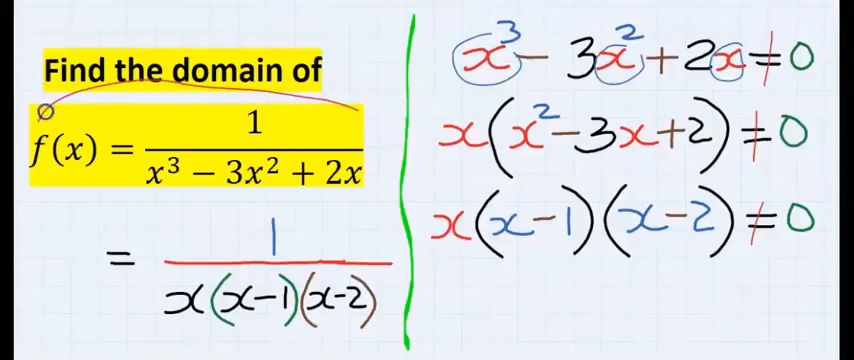 Find the domain of
f(x) = 1/(x³ − 3x² + 2x)
= 1/(x(x−1)(x−2))
x³ − 3x² + 2x ≠ 0
x(x² − 3x + 2) ≠ 0
x(x − 1)(x − 2) ≠ 0